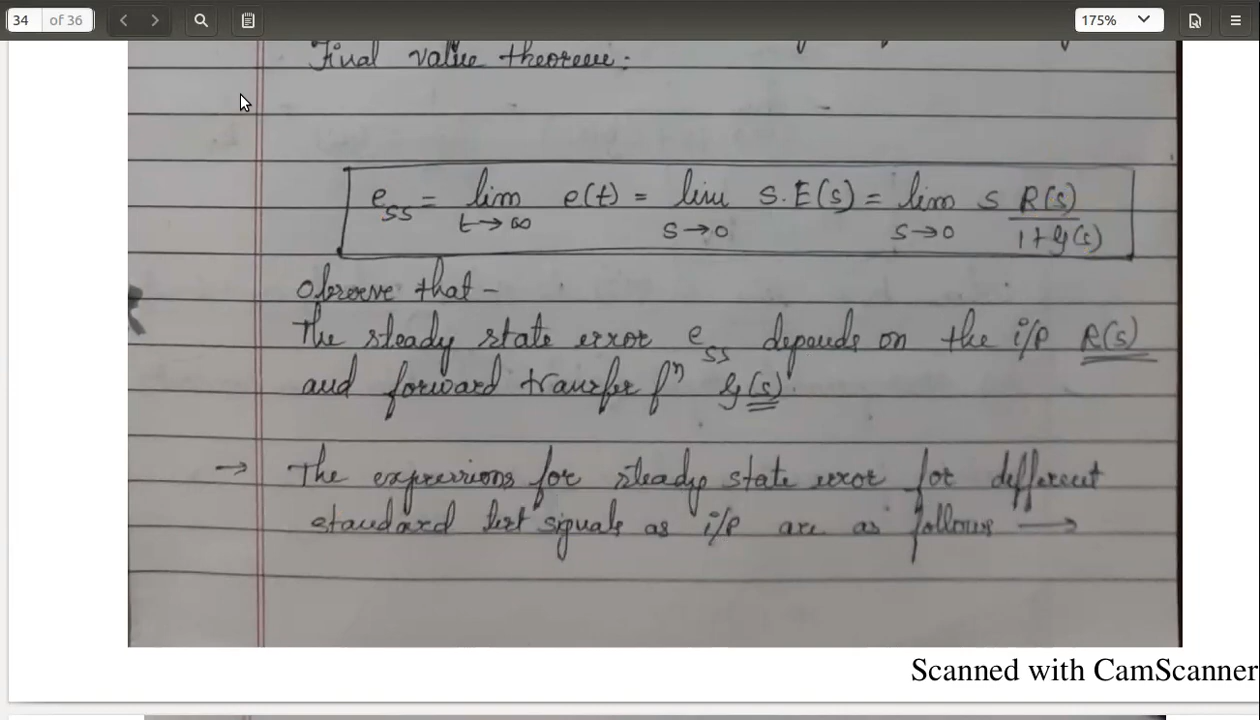 34 of 36
175%
Final value theorem:
e_ss = lim t→∞ e(t) = lim s→0 s.E(s) = lim s→0 s R(s) / 1+G(s)
Observe that –
The steady state error e_ss depends on the i/p R(s)
and forward transfer fⁿ G(s).
→ The expressions for steady state error for different
standard test signals as i/p are as follows →
Scanned with CamScanner